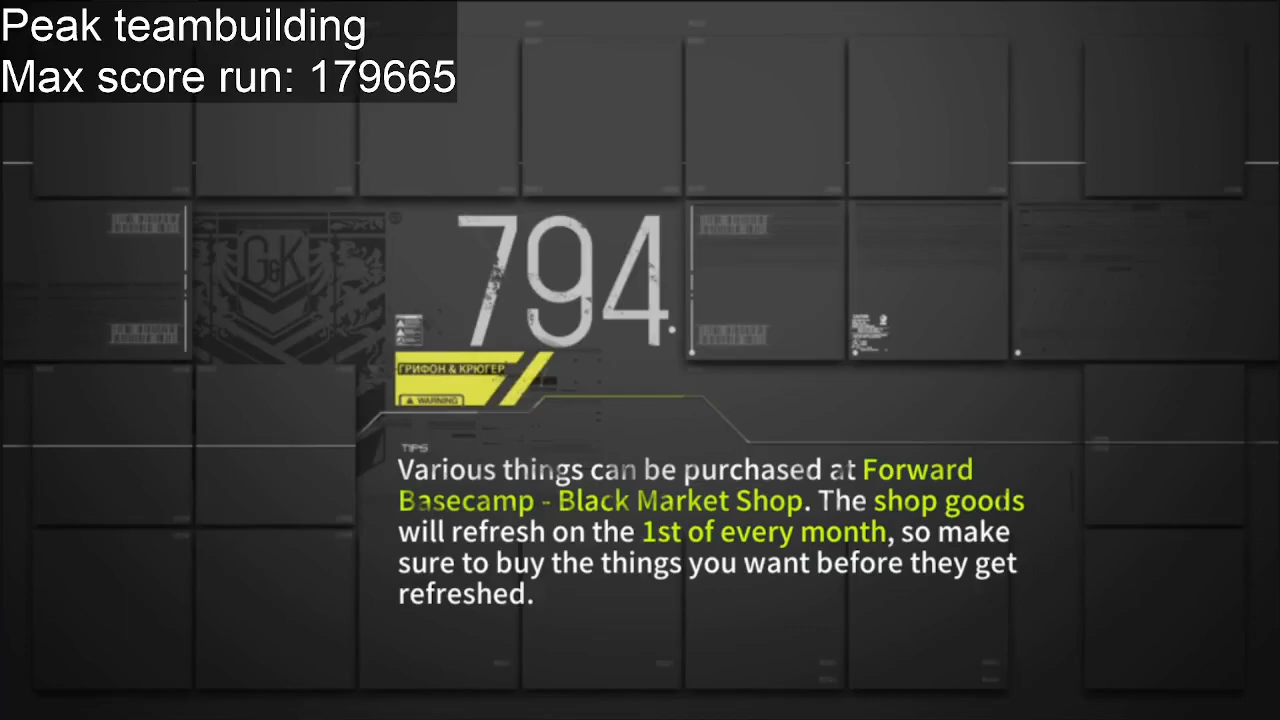 Peak teambuilding
Max score run: 179665
G&K
794.
ГРИФОН & КРЮГЕР
WARNING
TIPS
Various things can be purchased at Forward
Basecamp - Black Market Shop. The shop goods
will refresh on the 1st of every month, so make
sure to buy the things you want before they get
refreshed.